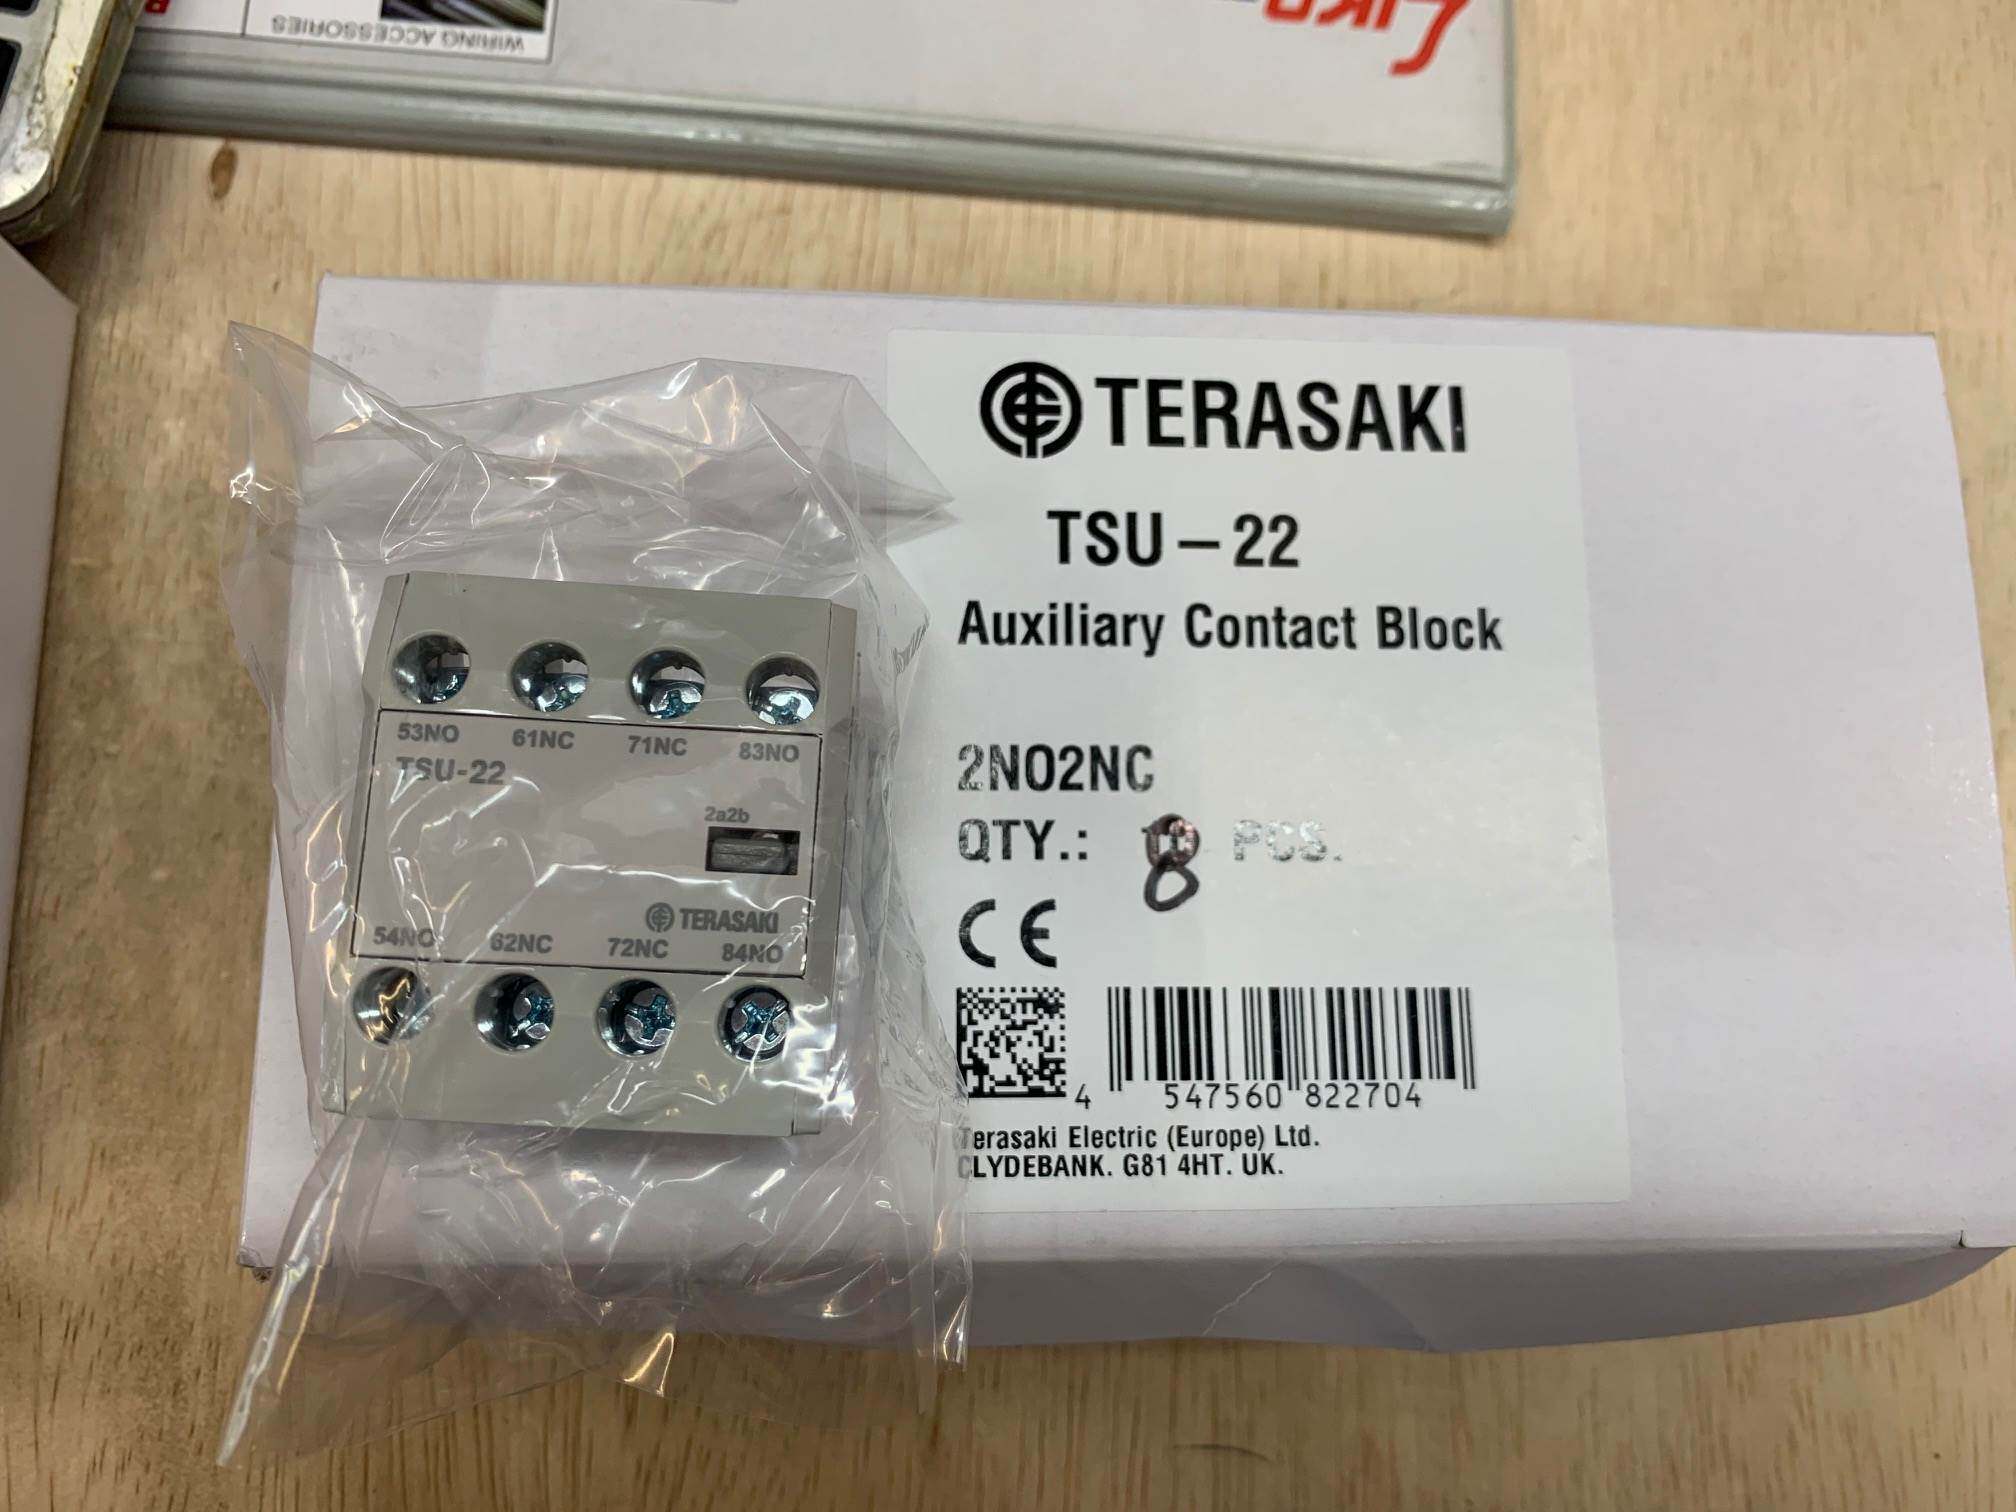 WIRING ACCESSORIES
TERASAKI
TSU-22
Auxiliary Contact Block
2NO2NC
QTY.: 8 PCS.
CE
4 547560 822704
Terasaki Electric (Europe) Ltd.
CLYDEBANK. G81 4HT. UK.
53NO 61NC 71NC 83NO
TSU-22
2a2b
TERASAKI
54NO 62NC 72NC 84NO